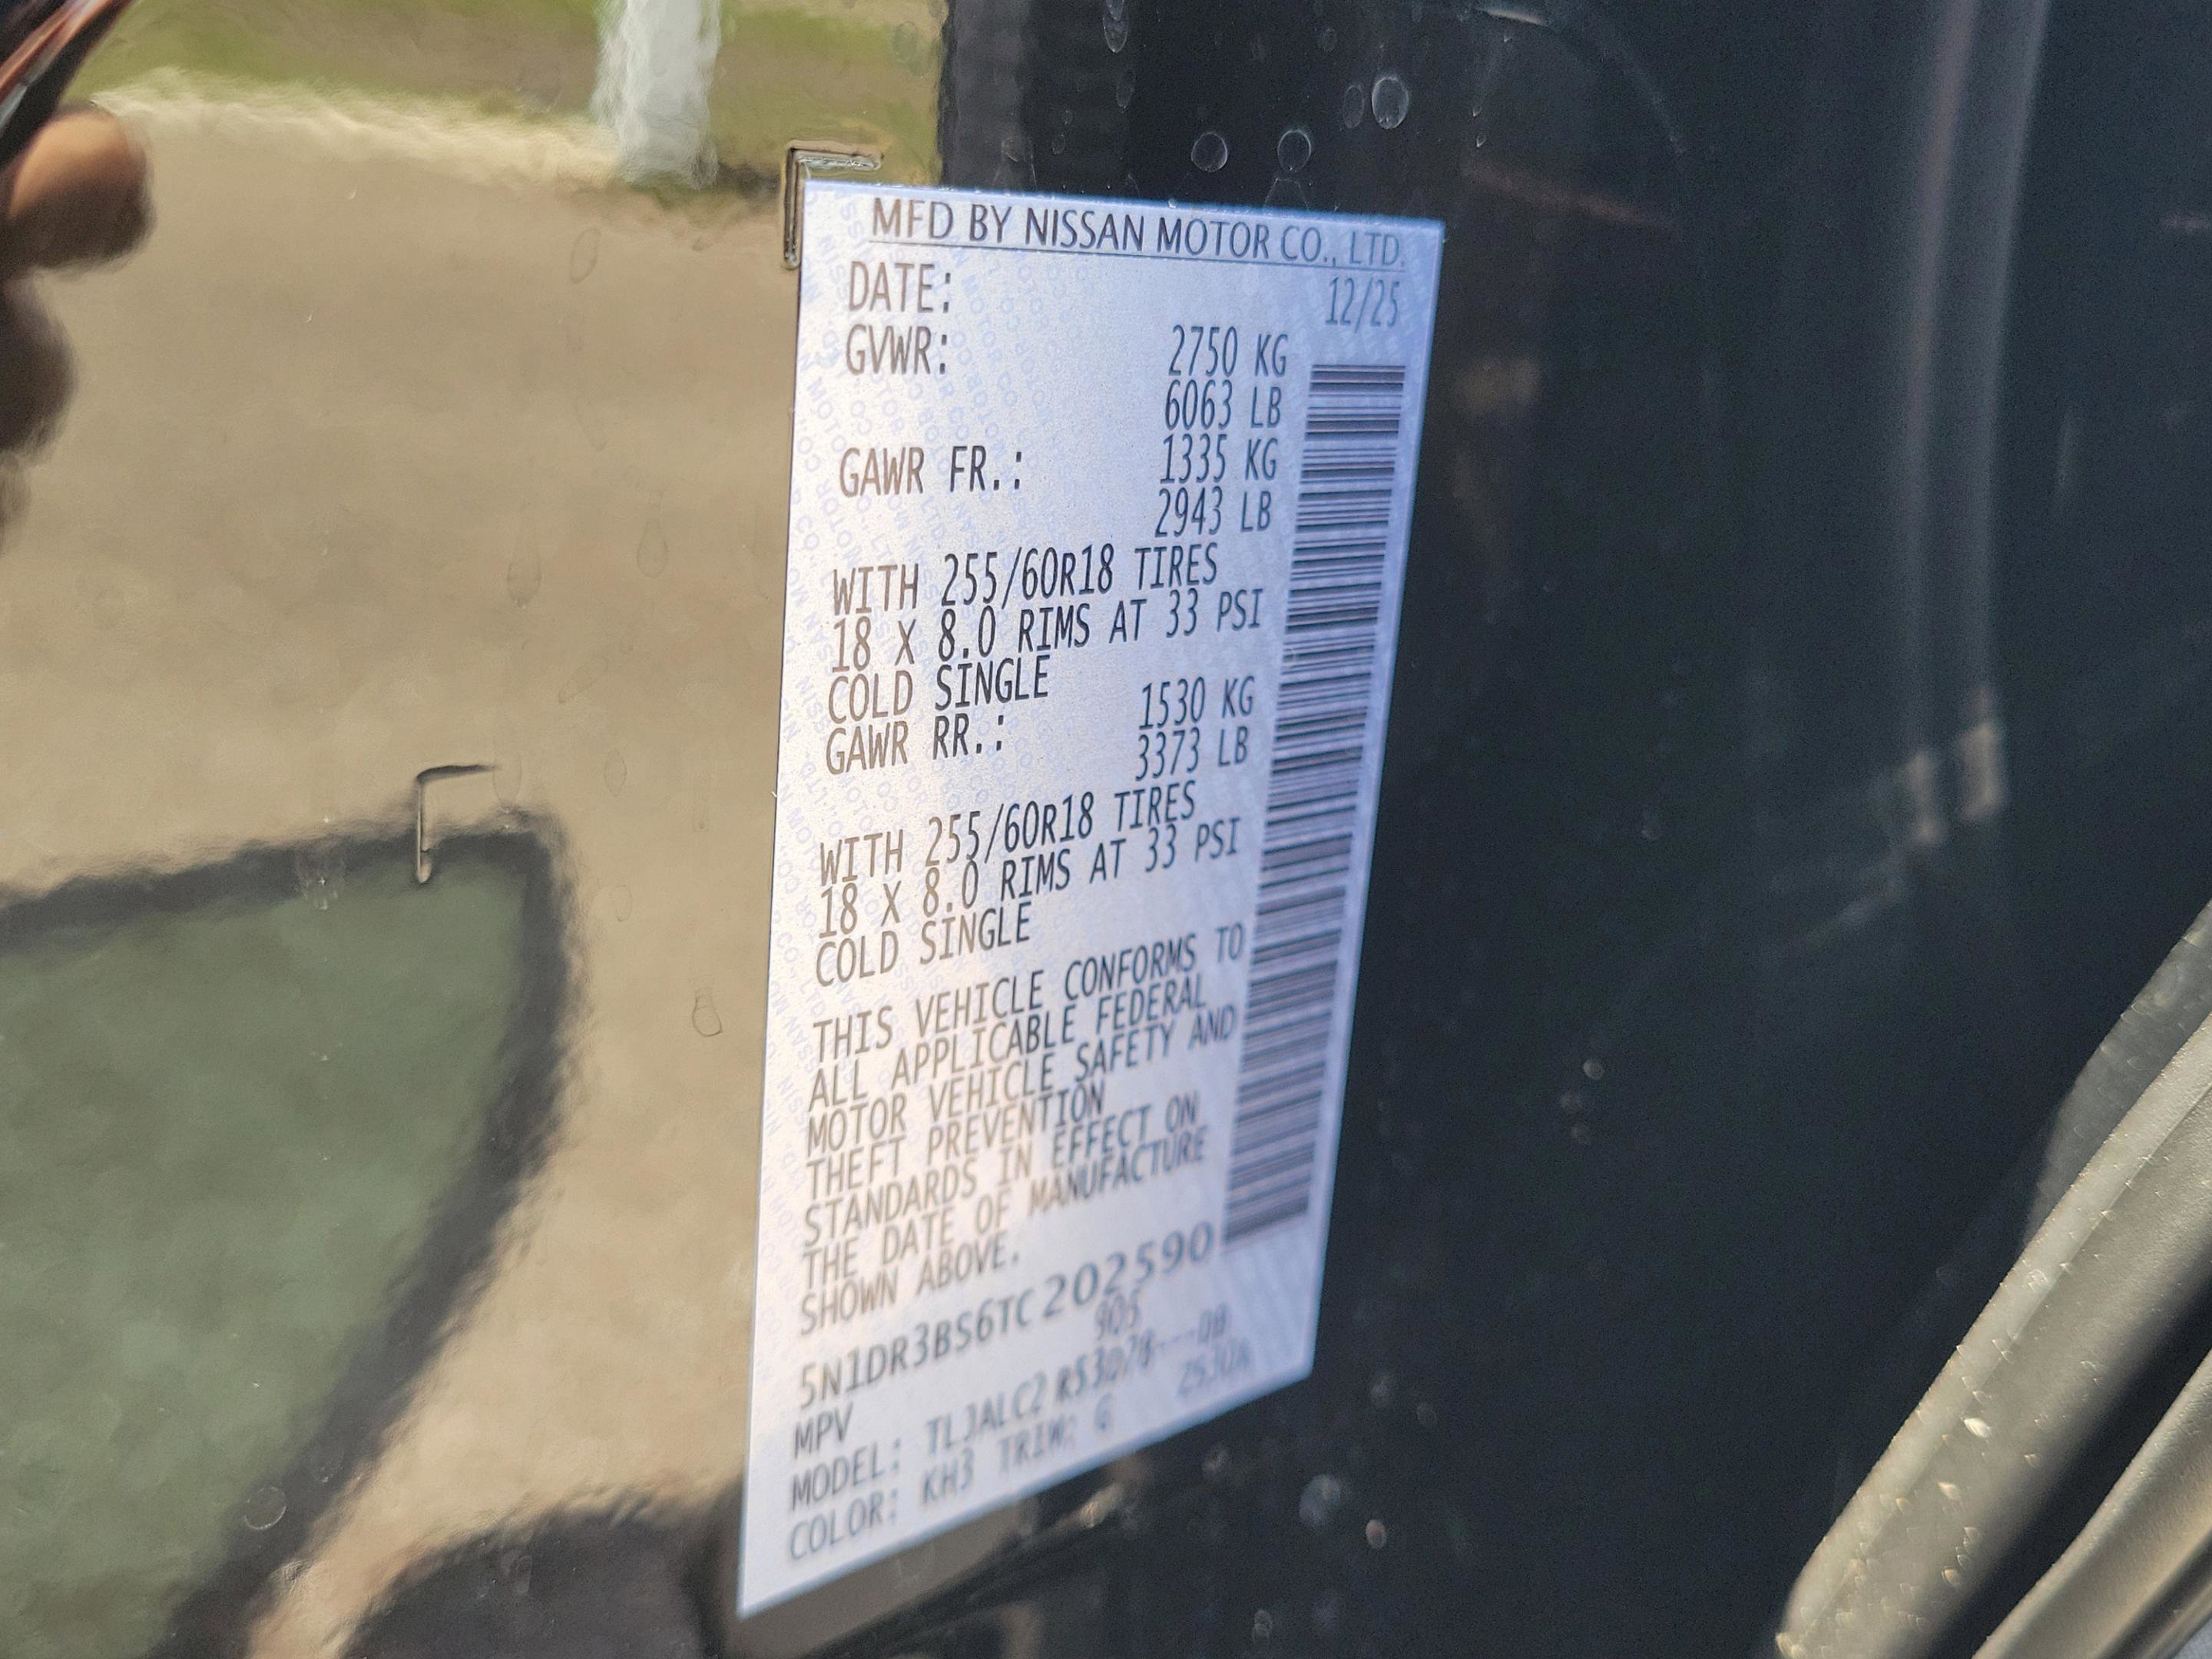 MFD BY NISSAN MOTOR CO., LTD.
DATE: 12/25
GVWR: 2750 KG
6063 LB
GAWR FR.: 1335 KG
2943 LB
WITH 255/60R18 TIRES
18 X 8.0 RIMS AT 33 PSI
COLD SINGLE
GAWR RR.: 1530 KG
3373 LB
WITH 255/60R18 TIRES
18 X 8.0 RIMS AT 33 PSI
COLD SINGLE
THIS VEHICLE CONFORMS TO
ALL APPLICABLE FEDERAL
MOTOR VEHICLE SAFETY AND
THEFT PREVENTION
STANDARDS IN EFFECT ON
THE DATE OF MANUFACTURE
SHOWN ABOVE.
5N1DR3BS6TC202590
905
MPV
MODEL: TLJALC2
COLOR: KH3 TRIM: G